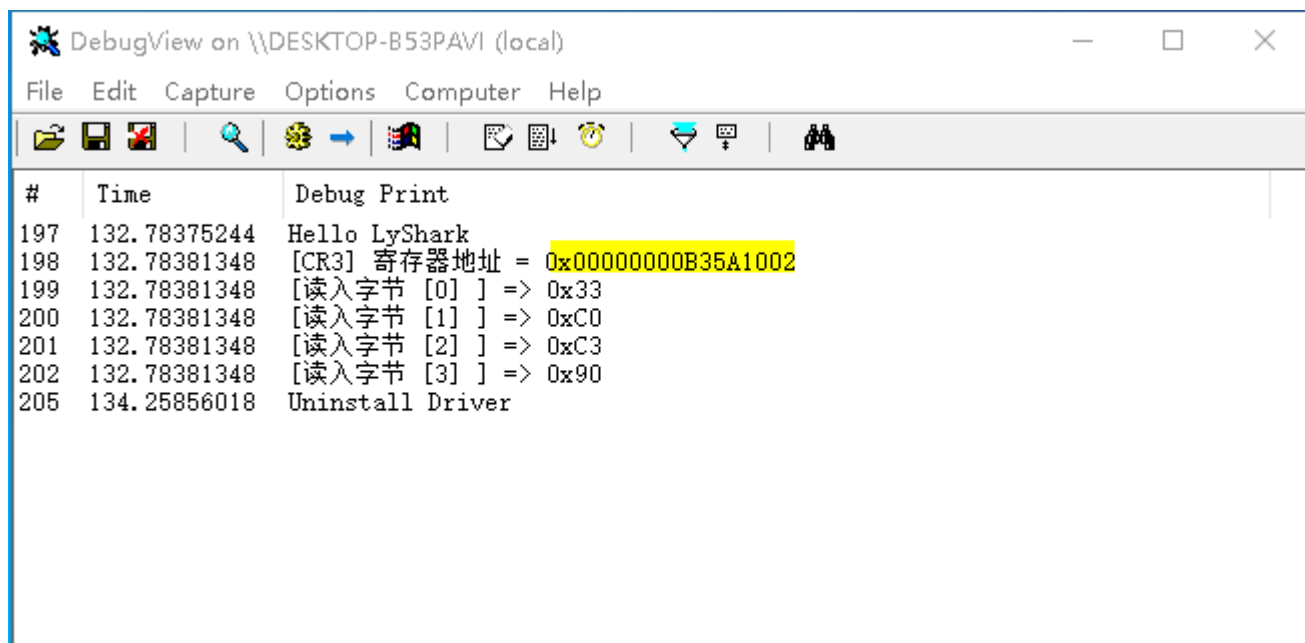 DebugView on \\DESKTOP-B53PAVI (local)
File Edit Capture Options Computer Help
# Time Debug Print
197 132.78375244 Hello LyShark
198 132.78381348 [CR3] 寄存器地址 = 0x00000000B35A1002
199 132.78381348 [读入字节 [0] ] => 0x33
200 132.78381348 [读入字节 [1] ] => 0xC0
201 132.78381348 [读入字节 [2] ] => 0xC3
202 132.78381348 [读入字节 [3] ] => 0x90
205 134.25856018 Uninstall Driver